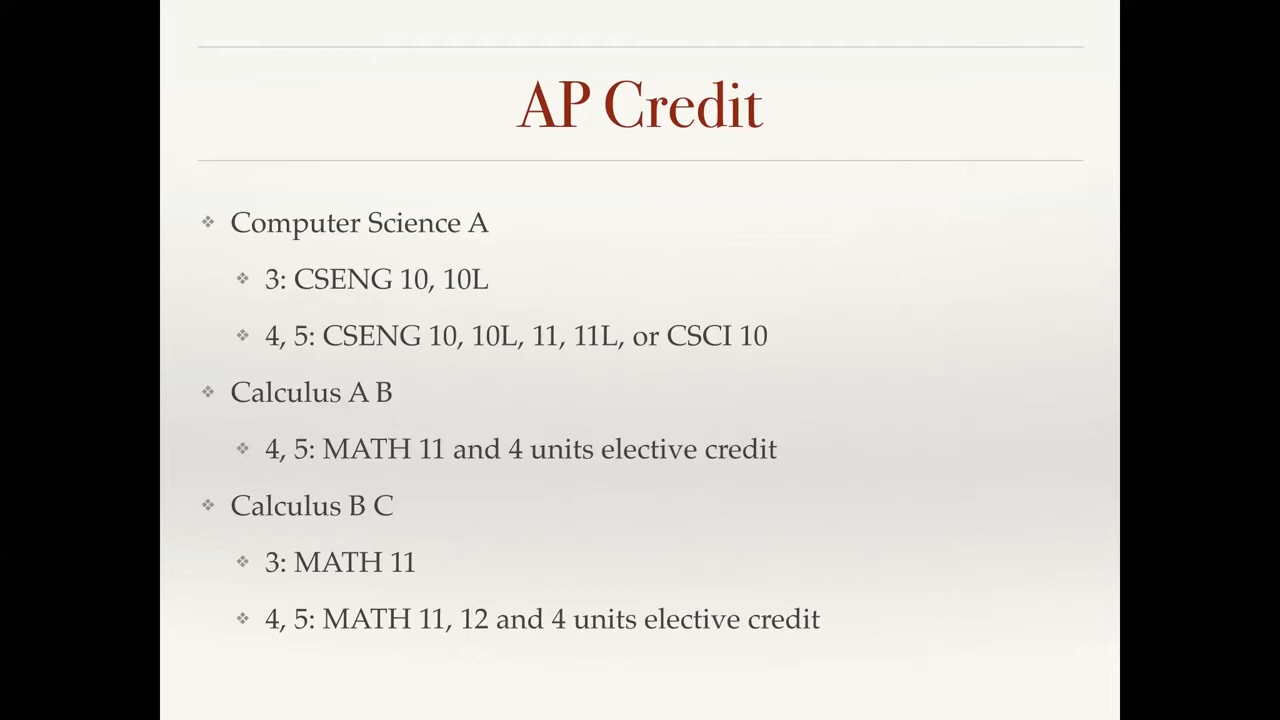 AP Credit
Computer Science A
3: CSENG 10, 10L
4, 5: CSENG 10, 10L, 11, 11L, or CSCI 10
Calculus A B
4, 5: MATH 11 and 4 units elective credit
Calculus B C
3: MATH 11
4, 5: MATH 11, 12 and 4 units elective credit